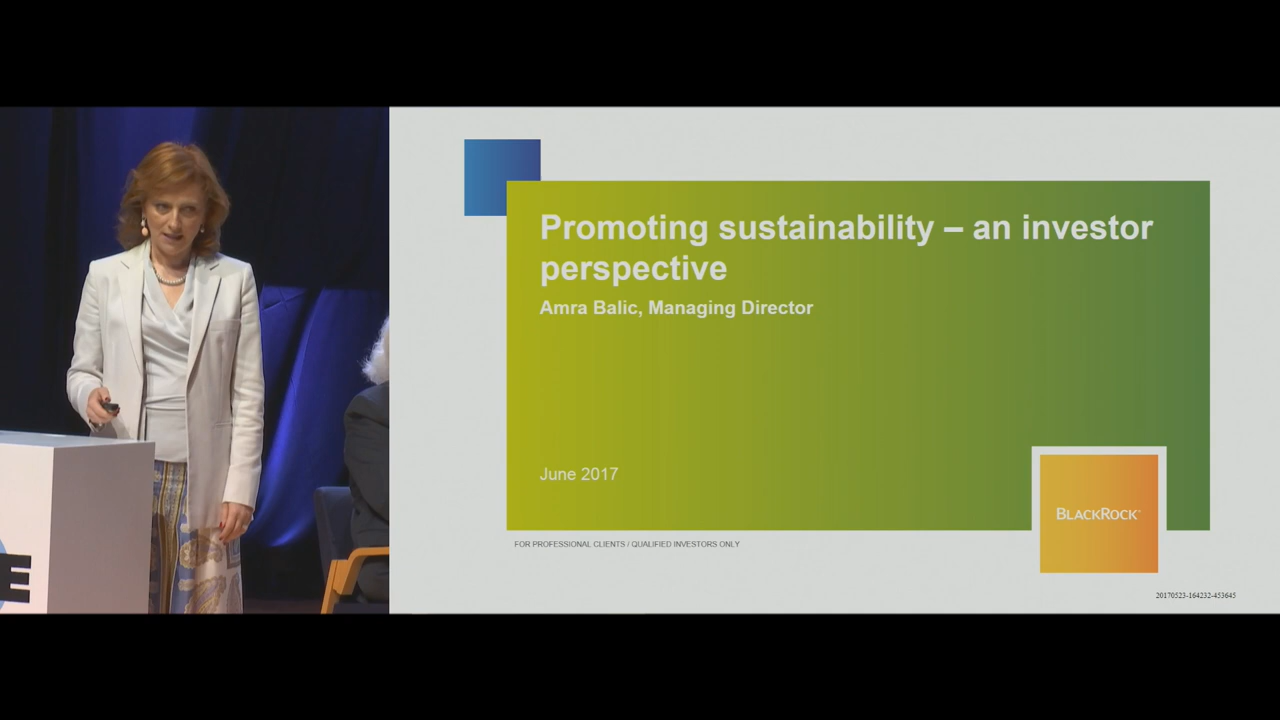 Promoting sustainability – an investor
perspective
Amra Balic, Managing Director
June 2017
BLACKROCK
FOR PROFESSIONAL CLIENTS / QUALIFIED INVESTORS ONLY
20170523-164232-453645
E